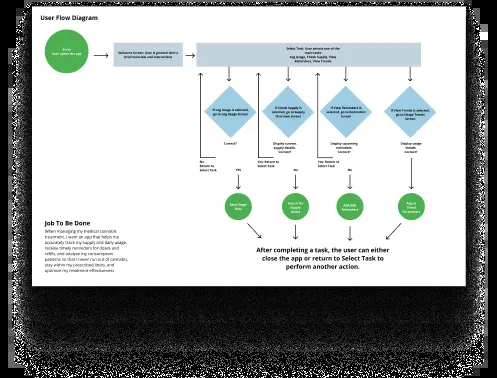 User Flow Diagram
Start:
User opens the app
Welcome Screen: User is greeted with a
brief overview and instructions
Select Task: User selects one of the
main tasks:
Log Usage, Check Supply, View
Reminders, View Trends
If Log Usage is selected,
go to Log Usage Screen
If Check Supply is
selected, go to Supply
Overview Screen
If View Reminders is
selected, go to Reminders
Screen
If View Trends is selected,
go to Usage Trends
Screen
Correct?
Display current
supply details.
Correct?
Display upcoming
reminders.
Correct?
Display usage
trends.
Correct?
No
Return to
Select Task
Yes: Return to
Select Task
Yes: Return to
Select Task
YES
No
No
Save Usage
Data
Supply
Add/Edit
Reminders
Adjust
Trend
Parameters
Job To Be Done
When managing my medical cannabis
treatment, I want an app that helps me
accurately track my supply and daily usage,
receive timely reminders for doses and
refills, and analyse my consumption
patterns so that I never run out of cannabis,
stay within my prescribed limits, and
optimize my treatment effectiveness
After completing a task, the user can either
close the app or return to Select Task to
perform another action.